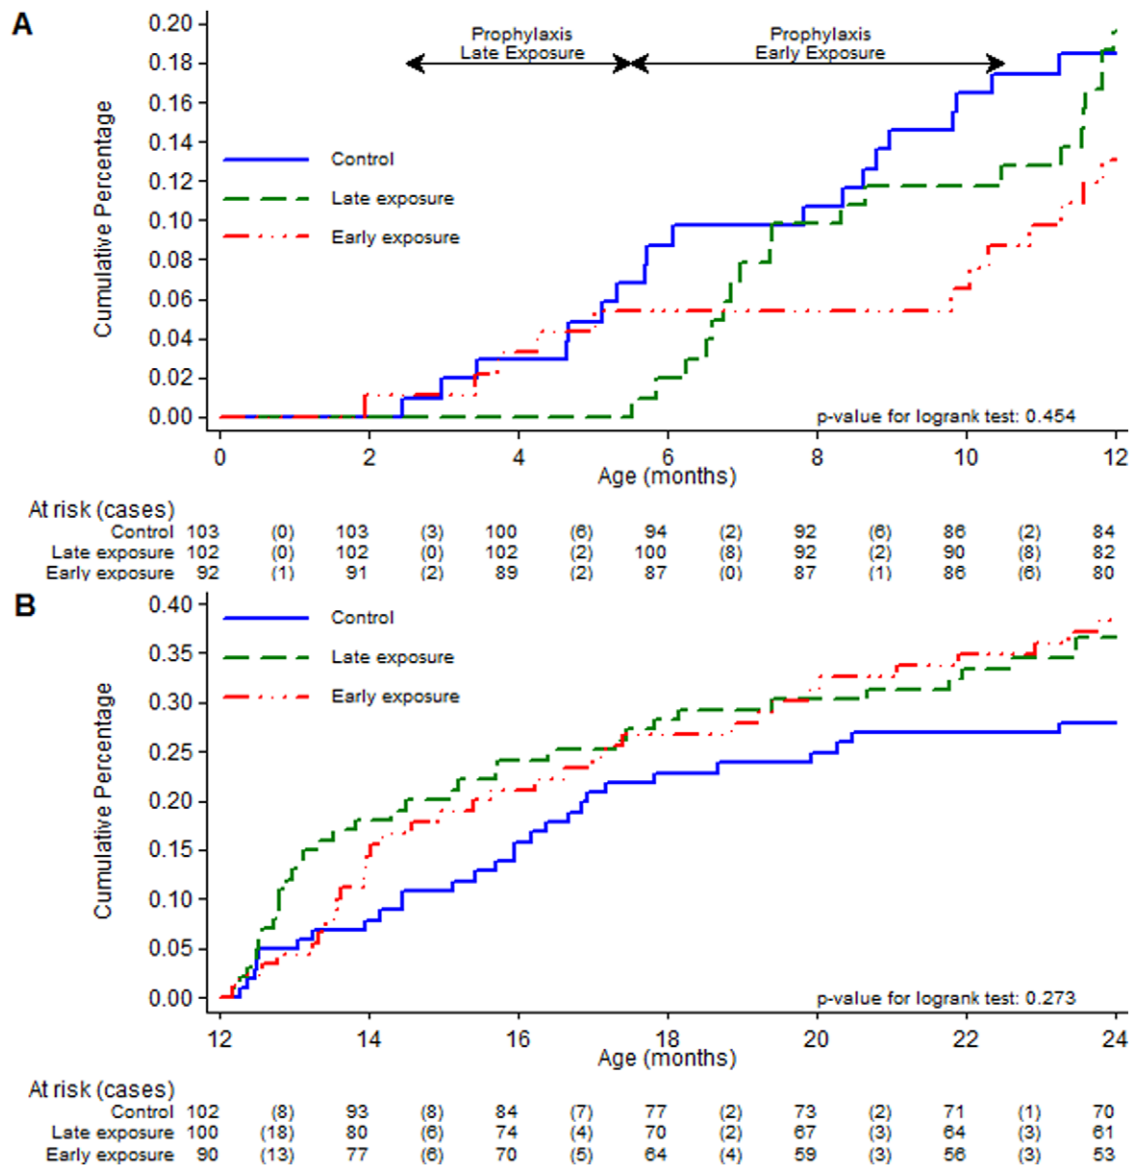 A
Prophylaxis
Late Exposure
Prophylaxis
Early Exposure
Cumulative Percentage
0.20
0.18
0.16
0.14
0.12
0.10
0.08
0.06
0.04
0.02
0.00
Control
Late exposure
Early exposure
p-value for logrank test: 0.454
0 2 4 6 8 10 12
Age (months)
At risk (cases)
Control 103 (0) 103 (3) 100 (6) 94 (2) 92 (6) 86 (2) 84
Late exposure 102 (0) 102 (0) 102 (2) 100 (8) 92 (2) 90 (8) 82
Early exposure 92 (1) 91 (2) 89 (2) 87 (0) 87 (1) 86 (6) 80
B
Cumulative Percentage
0.40
0.35
0.30
0.25
0.20
0.15
0.10
0.05
0.00
Control
Late exposure
Early exposure
p-value for logrank test: 0.273
12 14 16 18 20 22 24
Age (months)
At risk (cases)
Control 102 (8) 93 (8) 84 (7) 77 (2) 73 (2) 71 (1) 70
Late exposure 100 (18) 80 (6) 74 (4) 70 (2) 67 (3) 64 (3) 61
Early exposure 90 (13) 77 (6) 70 (5) 64 (4) 59 (3) 56 (3) 53